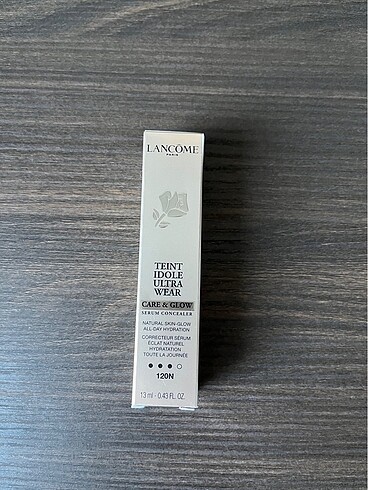 LANCÔME
PARIS
TEINT
IDOLE
ULTRA
WEAR
CARE & GLOW
SERUM CONCEALER
NATURAL SKIN-GLOW
ALL-DAY HYDRATION
CORRECTEUR SÉRUM
ÉCLAT NATUREL
HYDRATATION
TOUTE LA JOURNÉE
120N
13 ml · 0.43 FL. OZ.